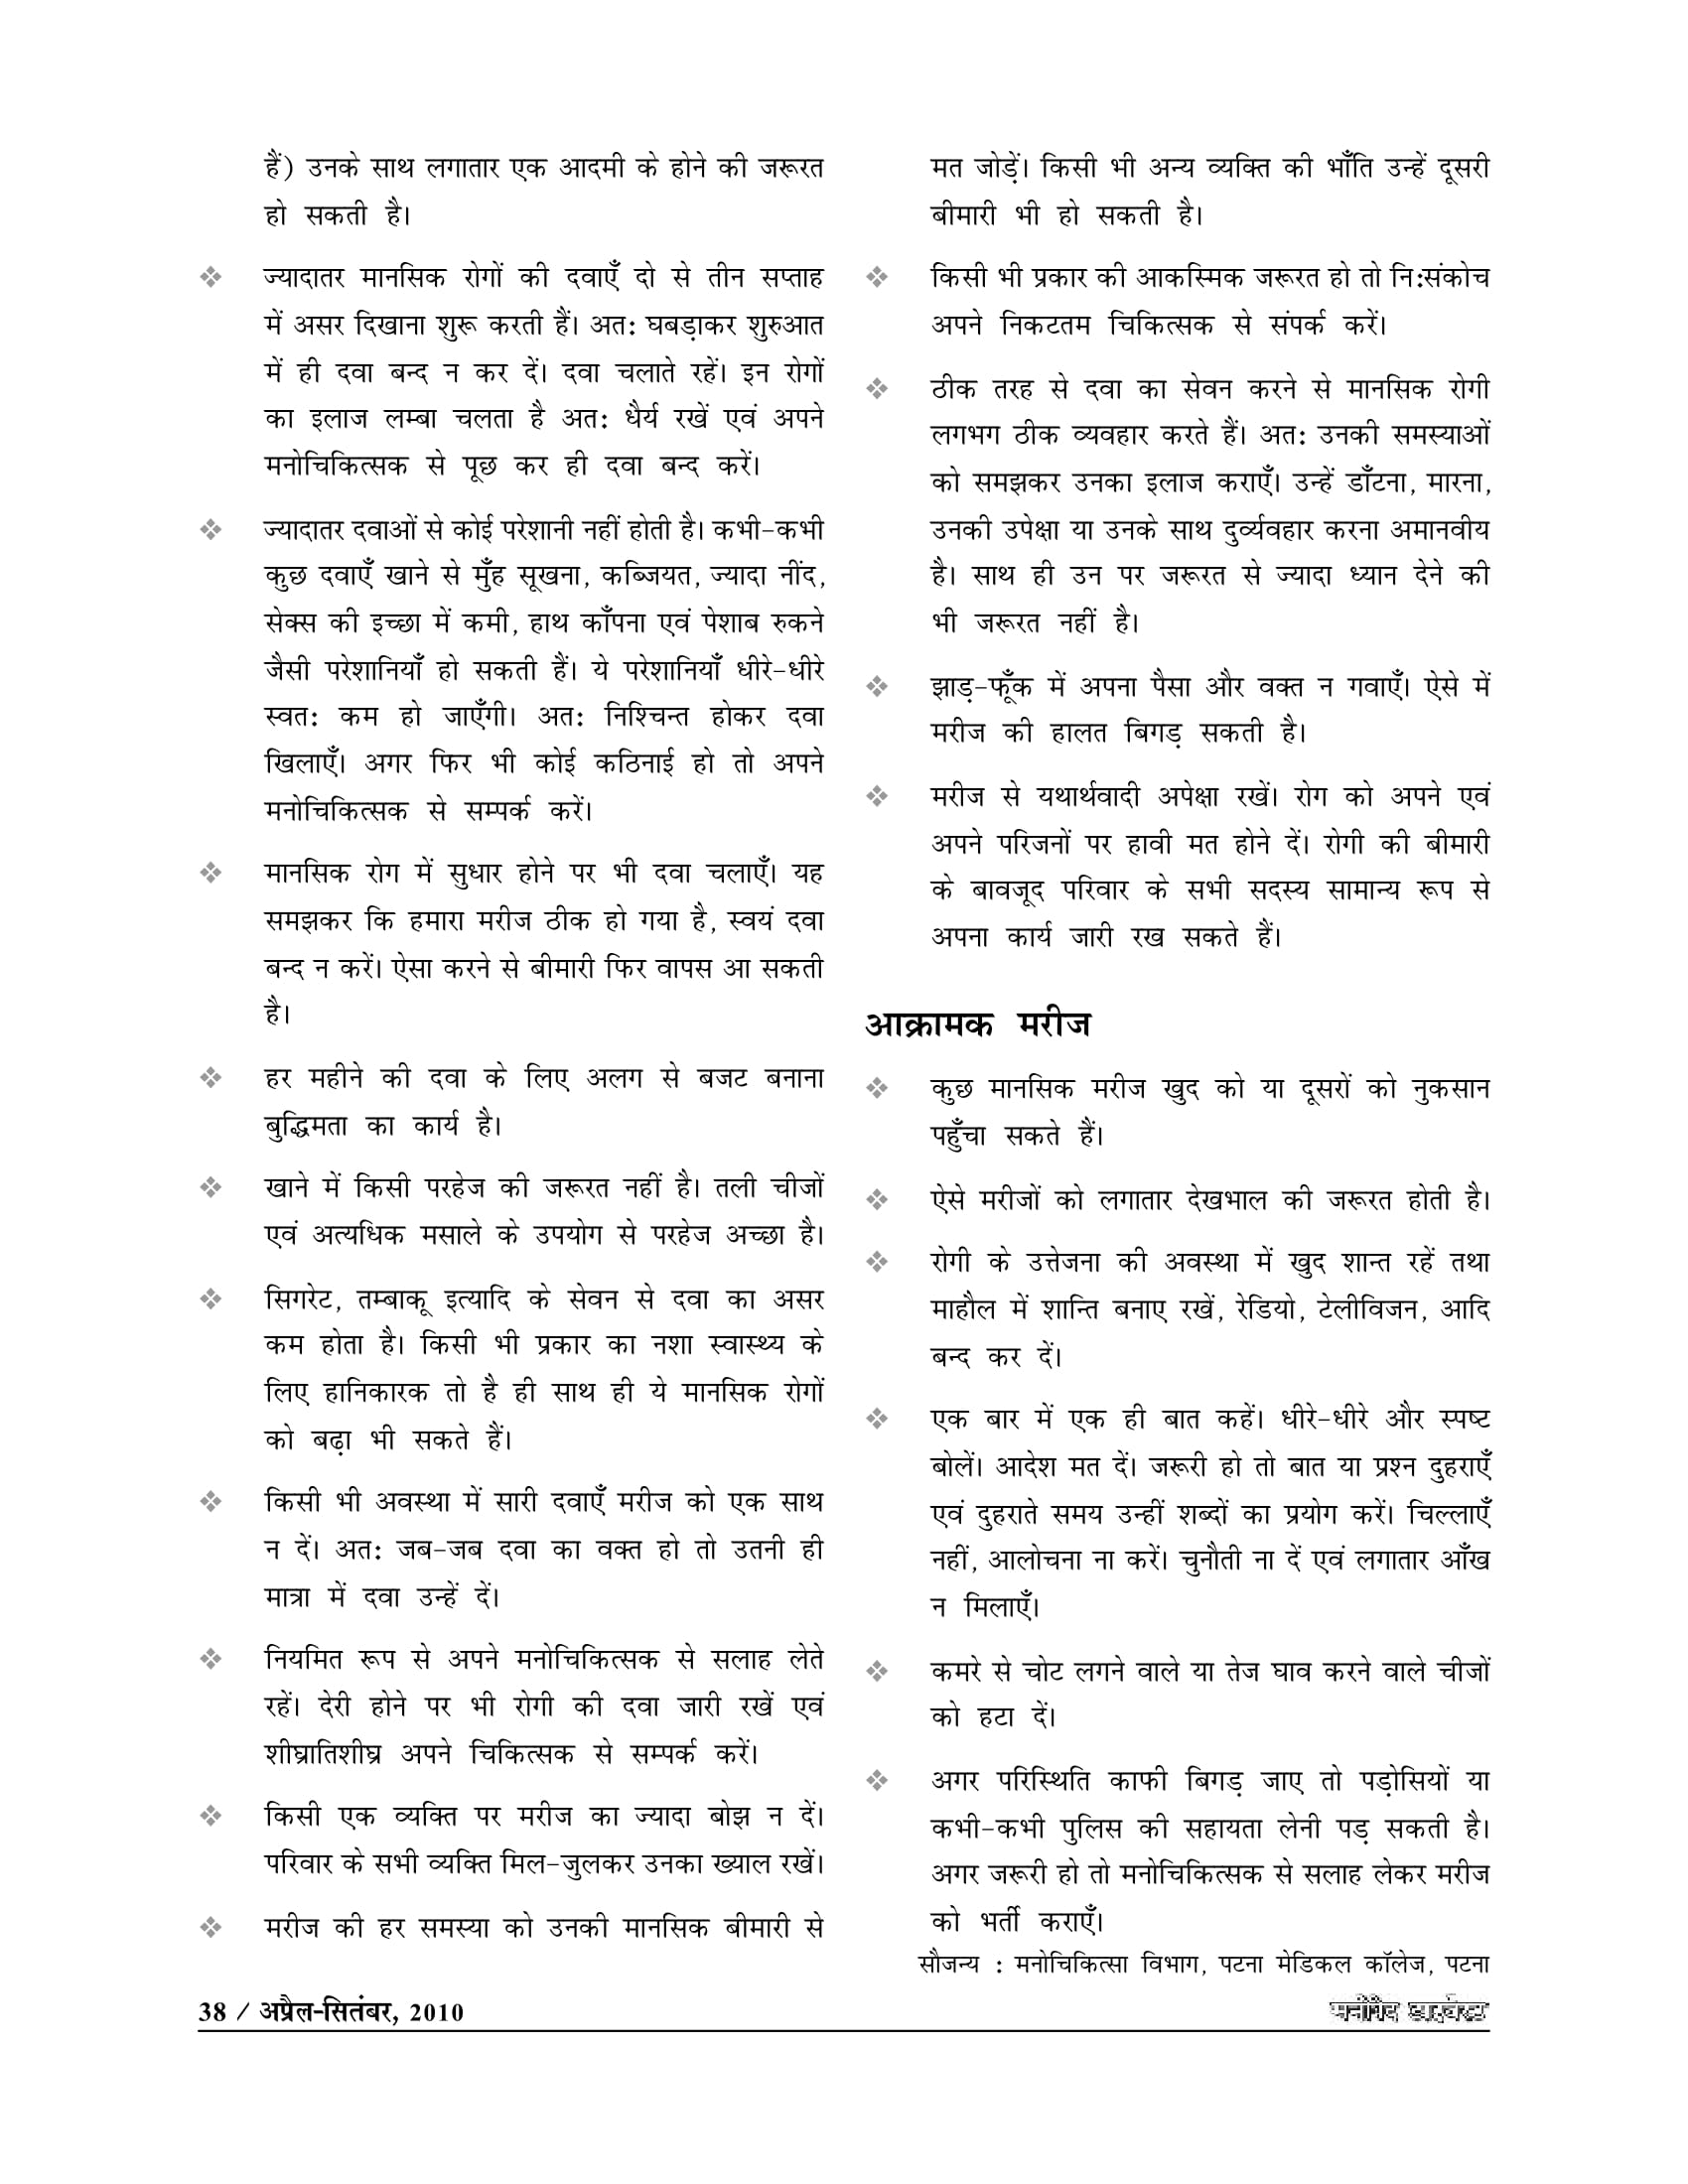 हैं) उनके साथ लगातार एक आदमी के होने की जरूरत
हो सकती है।
❖ ज्यादातर मानसिक रोगों की दवाएँ दो से तीन सप्ताह
में असर दिखाना शुरू करती हैं। अतः घबड़ाकर शुरुआत
में ही दवा बन्द न कर दें। दवा चलाते रहें। इन रोगों
का इलाज लम्बा चलता है अतः धैर्य रखें एवं अपने
मनोचिकित्सक से पूछ कर ही दवा बन्द करें।
❖ ज्यादातर दवाओं से कोई परेशानी नहीं होती है। कभी-कभी
कुछ दवाएँ खाने से मुँह सूखना, कब्जियत, ज्यादा नींद,
सेक्स की इच्छा में कमी, हाथ काँपना एवं पेशाब रुकने
जैसी परेशानियाँ हो सकती हैं। ये परेशानियाँ धीरे-धीरे
स्वतः कम हो जाएँगी। अतः निश्चिन्त होकर दवा
खिलाएँ। अगर फिर भी कोई कठिनाई हो तो अपने
मनोचिकित्सक से सम्पर्क करें।
❖ मानसिक रोग में सुधार होने पर भी दवा चलाएँ। यह
समझकर कि हमारा मरीज ठीक हो गया है, स्वयं दवा
बन्द न करें। ऐसा करने से बीमारी फिर वापस आ सकती
है।
❖ हर महीने की दवा के लिए अलग से बजट बनाना
बुद्धिमता का कार्य है।
❖ खाने में किसी परहेज की जरूरत नहीं है। तली चीजों
एवं अत्यधिक मसाले के उपयोग से परहेज अच्छा है।
❖ सिगरेट, तम्बाकू इत्यादि के सेवन से दवा का असर
कम होता है। किसी भी प्रकार का नशा स्वास्थ्य के
लिए हानिकारक तो है ही साथ ही ये मानसिक रोगों
को बढ़ा भी सकते हैं।
❖ किसी भी अवस्था में सारी दवाएँ मरीज को एक साथ
न दें। अतः जब-जब दवा का वक्त हो तो उतनी ही
मात्रा में दवा उन्हें दें।
❖ नियमित रूप से अपने मनोचिकित्सक से सलाह लेते
रहें। देरी होने पर भी रोगी की दवा जारी रखें एवं
शीघ्रातिशीघ्र अपने चिकित्सक से सम्पर्क करें।
❖ किसी एक व्यक्ति पर मरीज का ज्यादा बोझ न दें।
परिवार के सभी व्यक्ति मिल-जुलकर उनका ख्याल रखें।
❖ मरीज की हर समस्या को उनकी मानसिक बीमारी से
मत जोड़ें। किसी भी अन्य व्यक्ति की भाँति उन्हें दूसरी
बीमारी भी हो सकती है।
❖ किसी भी प्रकार की आकस्मिक जरूरत हो तो निःसंकोच
अपने निकटतम चिकित्सक से संपर्क करें।
❖ ठीक तरह से दवा का सेवन करने से मानसिक रोगी
लगभग ठीक व्यवहार करते हैं। अतः उनकी समस्याओं
को समझकर उनका इलाज कराएँ। उन्हें डाँटना, मारना,
उनकी उपेक्षा या उनके साथ दुर्व्यवहार करना अमानवीय
है। साथ ही उन पर जरूरत से ज्यादा ध्यान देने की
भी जरूरत नहीं है।
❖ झाड़-फूँक में अपना पैसा और वक्त न गवाएँ। ऐसे में
मरीज की हालत बिगड़ सकती है।
❖ मरीज से यथार्थवादी अपेक्षा रखें। रोग को अपने एवं
अपने परिजनों पर हावी मत होने दें। रोगी की बीमारी
के बावजूद परिवार के सभी सदस्य सामान्य रूप से
अपना कार्य जारी रख सकते हैं।
आक्रामक मरीज
❖ कुछ मानसिक मरीज खुद को या दूसरों को नुकसान
पहुँचा सकते हैं।
❖ ऐसे मरीजों को लगातार देखभाल की जरूरत होती है।
❖ रोगी के उत्तेजना की अवस्था में खुद शान्त रहें तथा
माहौल में शान्ति बनाए रखें, रेडियो, टेलीविजन, आदि
बन्द कर दें।
❖ एक बार में एक ही बात कहें। धीरे-धीरे और स्पष्ट
बोलें। आदेश मत दें। जरूरी हो तो बात या प्रश्न दुहराएँ
एवं दुहराते समय उन्हीं शब्दों का प्रयोग करें। चिल्लाएँ
नहीं, आलोचना ना करें। चुनौती ना दें एवं लगातार आँख
न मिलाएँ।
❖ कमरे से चोट लगने वाले या तेज घाव करने वाले चीजों
को हटा दें।
❖ अगर परिस्थिति काफी बिगड़ जाए तो पड़ोसियों या
कभी-कभी पुलिस की सहायता लेनी पड़ सकती है।
अगर जरूरी हो तो मनोचिकित्सक से सलाह लेकर मरीज
को भर्ती कराएँ।
सौजन्य : मनोचिकित्सा विभाग, पटना मेडिकल कॉलेज, पटना
38 / अप्रैल-सितंबर, 2010